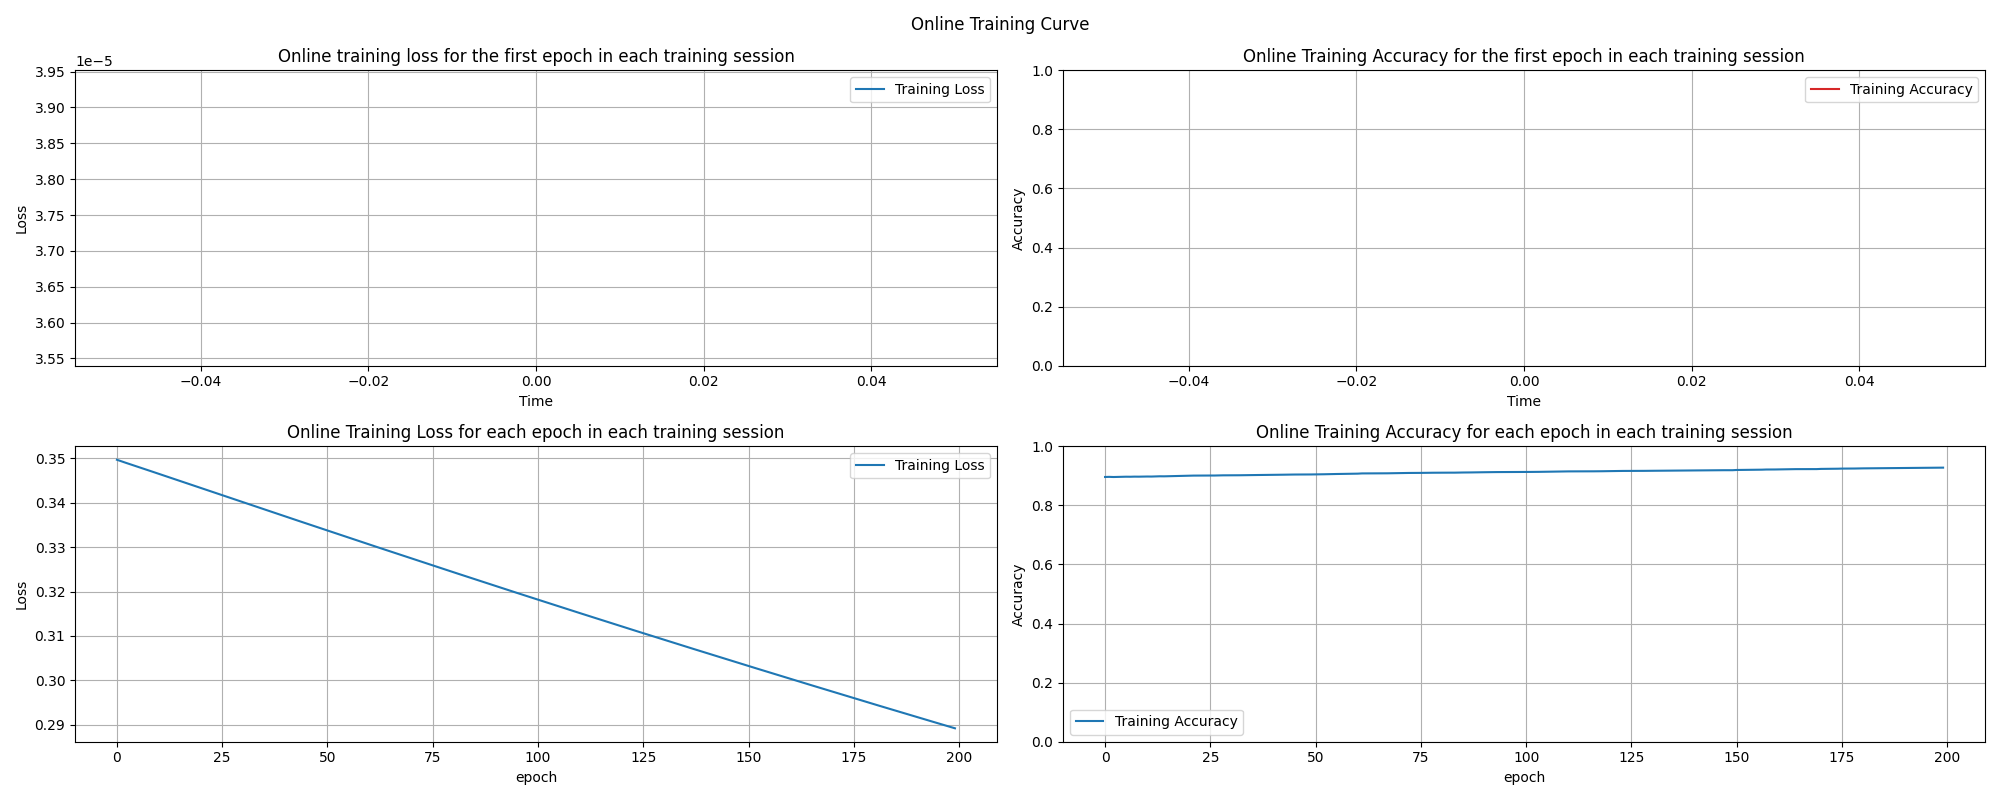 Online Training Curve
Online training loss for the first epoch in each training session
1e−5
3.95
3.90
3.85
3.80
3.75
3.70
3.65
3.60
3.55
Loss
Training Loss
−0.04 −0.02 0.00 0.02 0.04
Time
Online Training Accuracy for the first epoch in each training session
1.0
0.8
0.6
0.4
0.2
0.0
Accuracy
Training Accuracy
−0.04 −0.02 0.00 0.02 0.04
Time
Online Training Loss for each epoch in each training session
0.35
0.34
0.33
0.32
0.31
0.30
0.29
Loss
Training Loss
0 25 50 75 100 125 150 175 200
epoch
Online Training Accuracy for each epoch in each training session
1.0
0.8
0.6
0.4
0.2
0.0
Accuracy
Training Accuracy
0 25 50 75 100 125 150 175 200
epoch